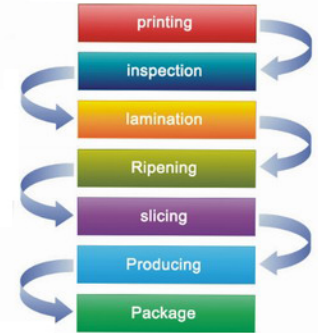 printing
inspection
lamination
Ripening
slicing
Producing
Package